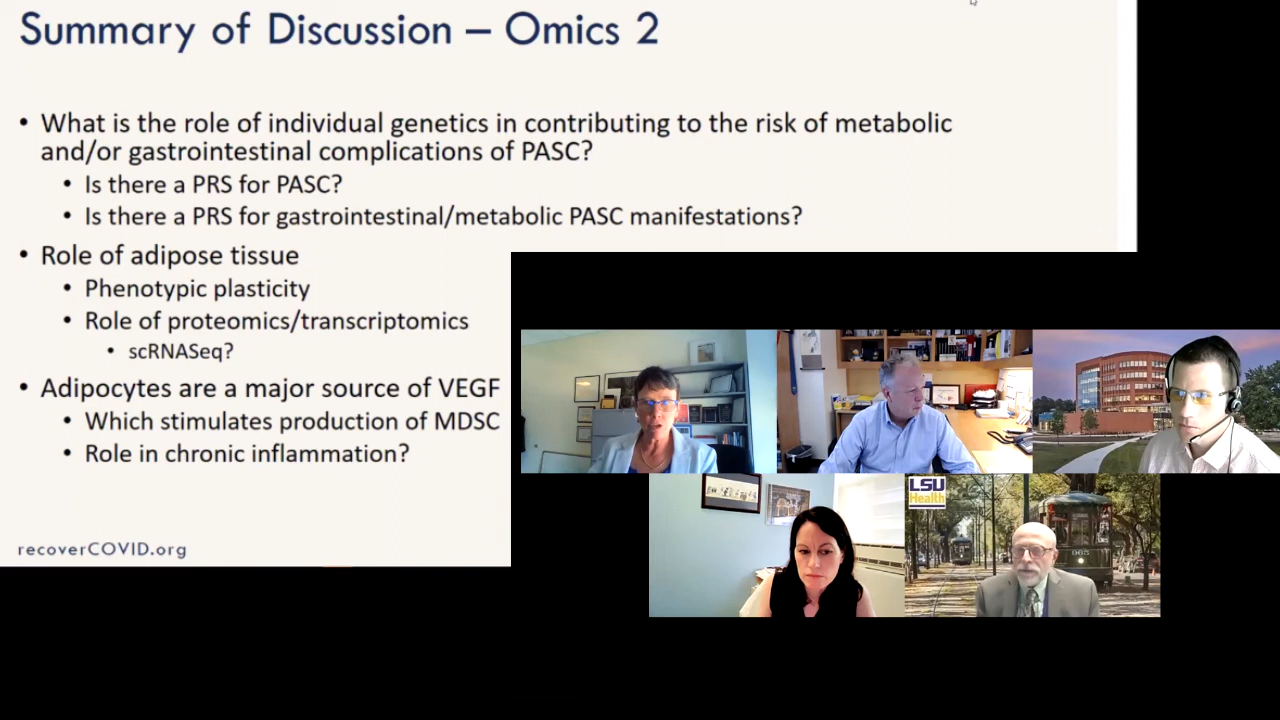 Summary of Discussion – Omics 2
• What is the role of individual genetics in contributing to the risk of metabolic
and/or gastrointestinal complications of PASC?
• Is there a PRS for PASC?
• Is there a PRS for gastrointestinal/metabolic PASC manifestations?
• Role of adipose tissue
• Phenotypic plasticity
• Role of proteomics/transcriptomics
• scRNASeq?
• Adipocytes are a major source of VEGF
• Which stimulates production of MDSC
• Role in chronic inflammation?
recoverCOVID.org
LSU
Health
965